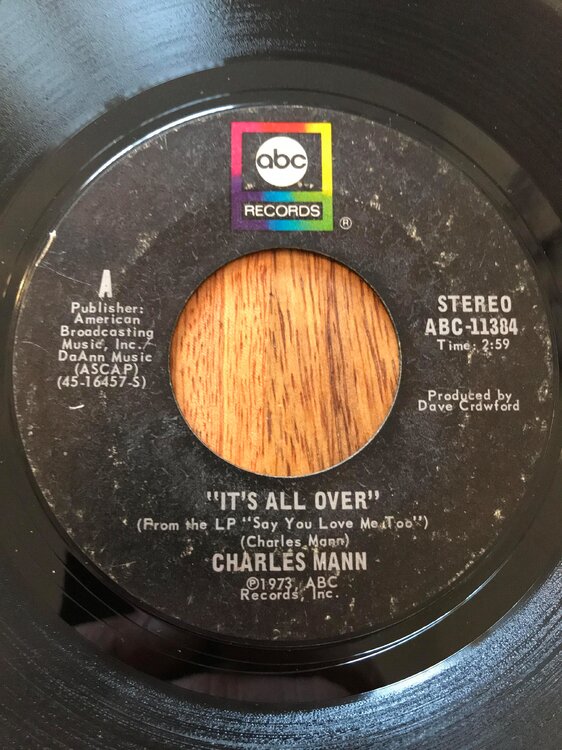 abc
RECORDS
®
A
Publisher:
American
Broadcasting
Music, Inc./
DaAnn Music
(ASCAP)
(45-16457-S)
STEREO
ABC-11384
Time: 2:59
Produced by
Dave Crawford
"IT'S ALL OVER"
(From the LP "Say You Love Me Too")
(Charles Mann)
CHARLES MANN
Ⓟ1973, ABC
Records, Inc.